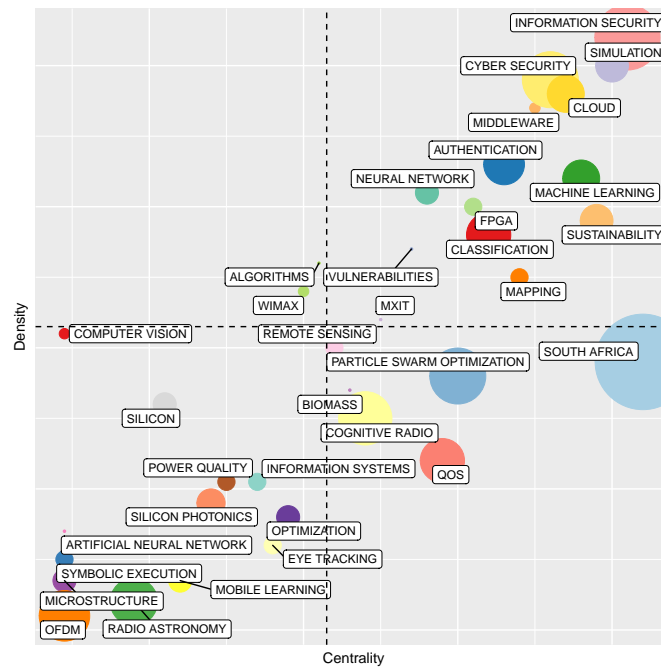 INFORMATION SECURITY
SIMULATION
CYBER SECURITY
CLOUD
MIDDLEWARE
AUTHENTICATION
NEURAL NETWORK
MACHINE LEARNING
FPGA
SUSTAINABILITY
CLASSIFICATION
ALGORITHMS
VULNERABILITIES
MAPPING
WIMAX
MXIT
COMPUTER VISION
REMOTE SENSING
SOUTH AFRICA
PARTICLE SWARM OPTIMIZATION
BIOMASS
SILICON
COGNITIVE RADIO
POWER QUALITY
INFORMATION SYSTEMS
QOS
SILICON PHOTONICS
OPTIMIZATION
ARTIFICIAL NEURAL NETWORK
EYE TRACKING
SYMBOLIC EXECUTION
MOBILE LEARNING
MICROSTRUCTURE
OFDM
RADIO ASTRONOMY
Density
Centrality